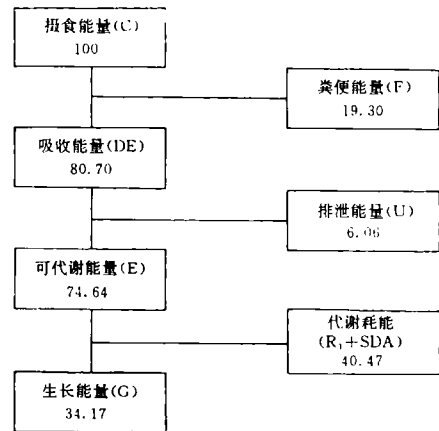 摄食能量(C)
100
粪便能量(F)
19.30
吸收能量(DE)
80.70
排泄能量(U)
6.06
可代谢能量(E)
74.64
代谢耗能
(R₁+SDA)
40.47
生长能量(G)
34.17